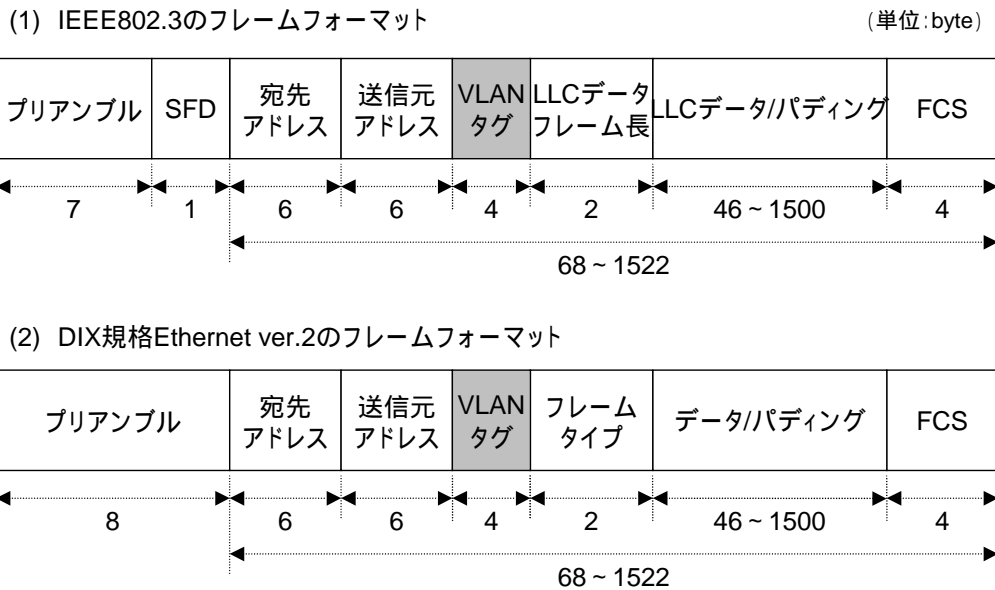 (1) IEEE802.3のフレームフォーマット
(単位:byte)
プリアンブル
SFD
宛先
アドレス
送信元
アドレス
VLAN
タグ
LLCデータ
フレーム長
LLCデータ/パディング
FCS
7
1
6
6
4
2
46~1500
4
68~1522
(2) DIX規格Ethernet ver.2のフレームフォーマット
プリアンブル
宛先
アドレス
送信元
アドレス
VLAN
タグ
フレーム
タイプ
データ/パディング
FCS
8
6
6
4
2
46~1500
4
68~1522